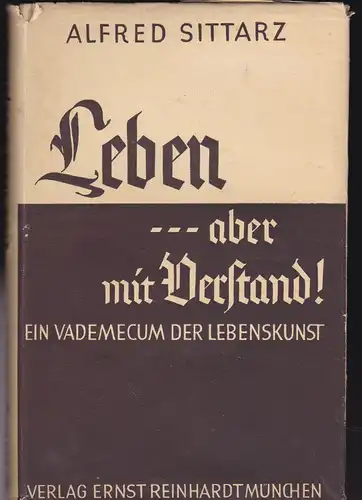 ALFRED SITTARZ
Leben
--- aber
mit Verstand!
EIN VADEMECUM DER LEBENSKUNST
VERLAG ERNST REINHARDT MÜNCHEN